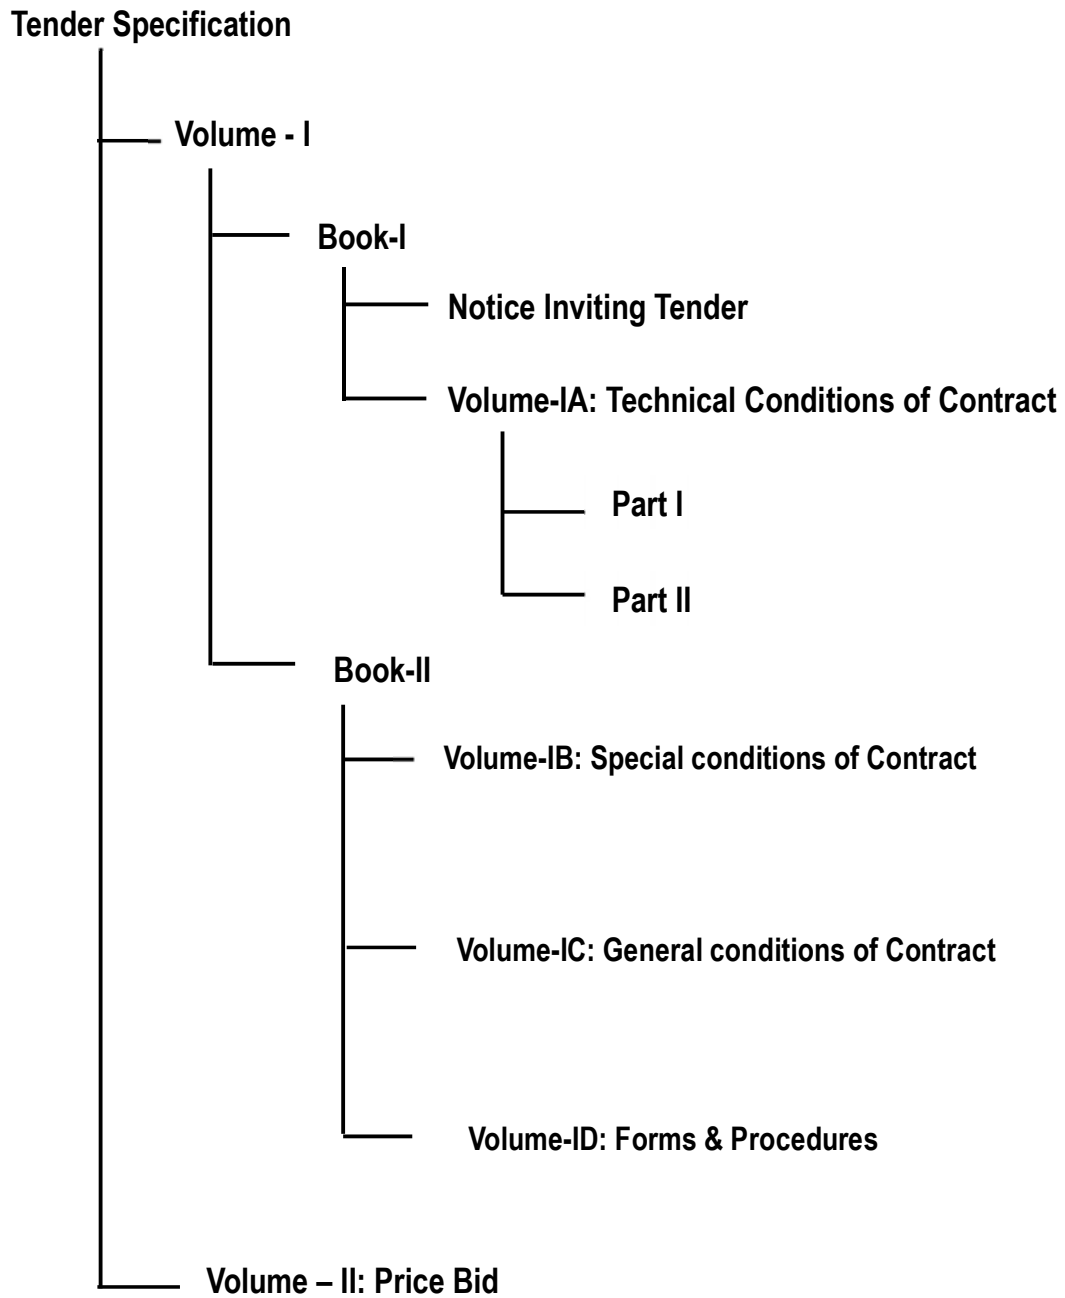 Tender Specification
Volume - I
Book-I
Notice Inviting Tender
Volume-IA: Technical Conditions of Contract
Part I
Part II
Book-II
Volume-IB: Special conditions of Contract
Volume-IC: General conditions of Contract
Volume-ID: Forms & Procedures
Volume – II: Price Bid